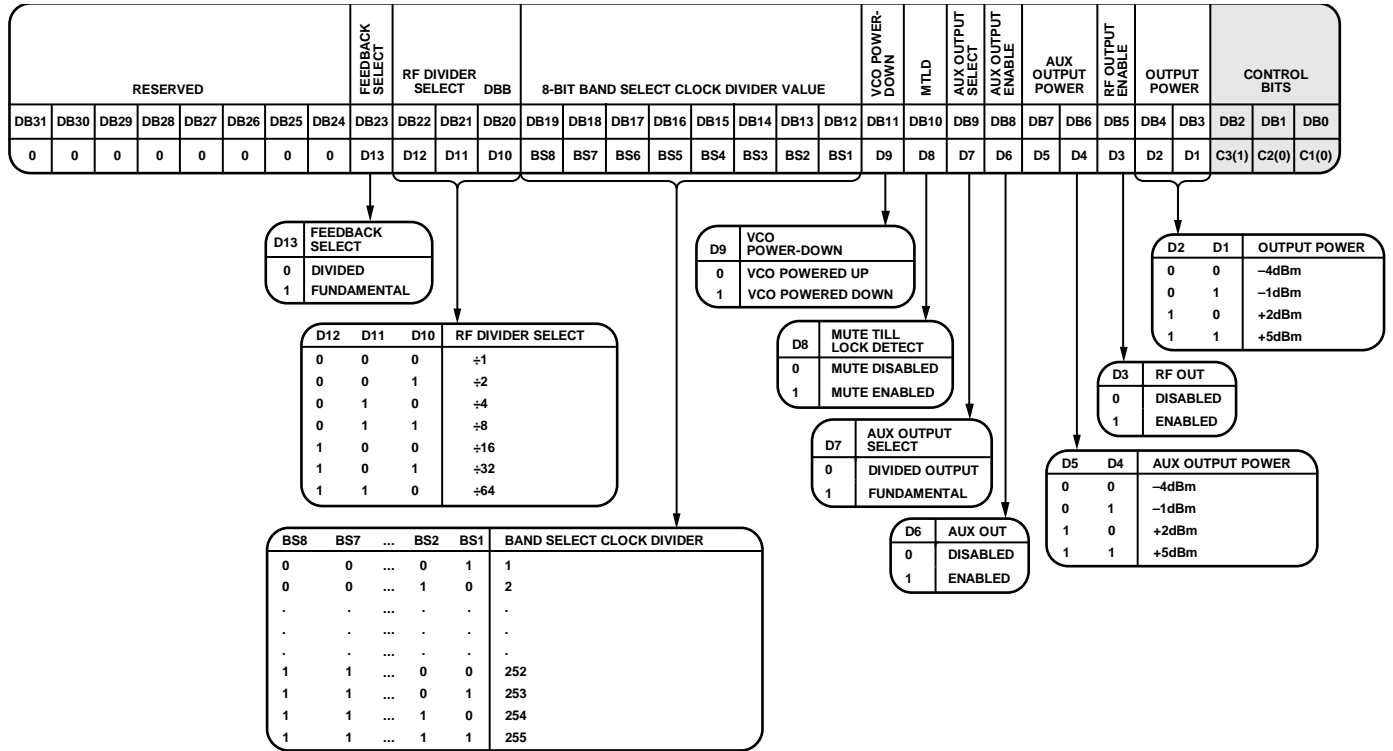 RESERVED
FEEDBACK
SELECT
RF DIVIDER
SELECT DBB
8-BIT BAND SELECT CLOCK DIVIDER VALUE
VCO POWER-
DOWN
MTLD
AUX OUTPUT
SELECT
AUX OUTPUT
ENABLE
AUX
OUTPUT
POWER
RF OUTPUT
ENABLE
OUTPUT
POWER
CONTROL
BITS
DB31 DB30 DB29 DB28 DB27 DB26 DB25 DB24 DB23 DB22 DB21 DB20 DB19 DB18 DB17 DB16 DB15 DB14 DB13 DB12 DB11 DB10 DB9 DB8 DB7 DB6 DB5 DB4 DB3 DB2 DB1 DB0
0 0 0 0 0 0 0 0 D13 D12 D11 D10 BS8 BS7 BS6 BS5 BS4 BS3 BS2 BS1 D9 D8 D7 D6 D5 D4 D3 D2 D1 C3(1) C2(0) C1(0)
D13 FEEDBACK
SELECT
0 DIVIDED
1 FUNDAMENTAL
D12 D11 D10 RF DIVIDER SELECT
0 0 0 ÷1
0 0 1 ÷2
0 1 0 ÷4
0 1 1 ÷8
1 0 0 ÷16
1 0 1 ÷32
1 1 0 ÷64
BS8 BS7 ... BS2 BS1 BAND SELECT CLOCK DIVIDER
0 0 ... 0 1 1
0 0 ... 1 0 2
. . ... . . .
. . ... . . .
. . ... . . .
1 1 ... 0 0 252
1 1 ... 0 1 253
1 1 ... 1 0 254
1 1 ... 1 1 255
D9 VCO
POWER-DOWN
0 VCO POWERED UP
1 VCO POWERED DOWN
D8 MUTE TILL
LOCK DETECT
0 MUTE DISABLED
1 MUTE ENABLED
D7 AUX OUTPUT
SELECT
0 DIVIDED OUTPUT
1 FUNDAMENTAL
D6 AUX OUT
0 DISABLED
1 ENABLED
D5 D4 AUX OUTPUT POWER
0 0 –4dBm
0 1 –1dBm
1 0 +2dBm
1 1 +5dBm
D3 RF OUT
0 DISABLED
1 ENABLED
D2 D1 OUTPUT POWER
0 0 –4dBm
0 1 –1dBm
1 0 +2dBm
1 1 +5dBm